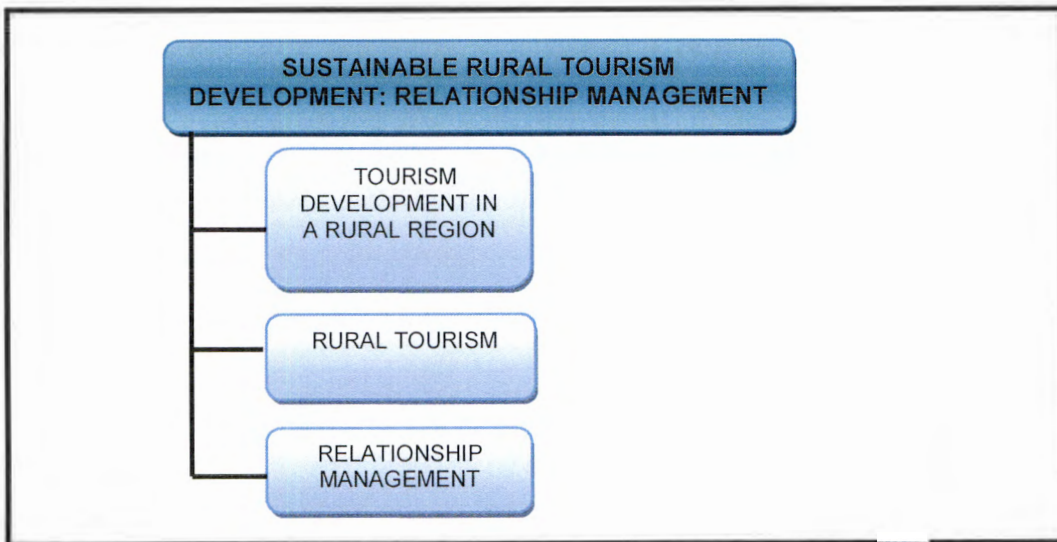 SUSTAINABLE RURAL TOURISM
DEVELOPMENT: RELATIONSHIP MANAGEMENT
TOURISM
DEVELOPMENT IN
A RURAL REGION
RURAL TOURISM
RELATIONSHIP
MANAGEMENT